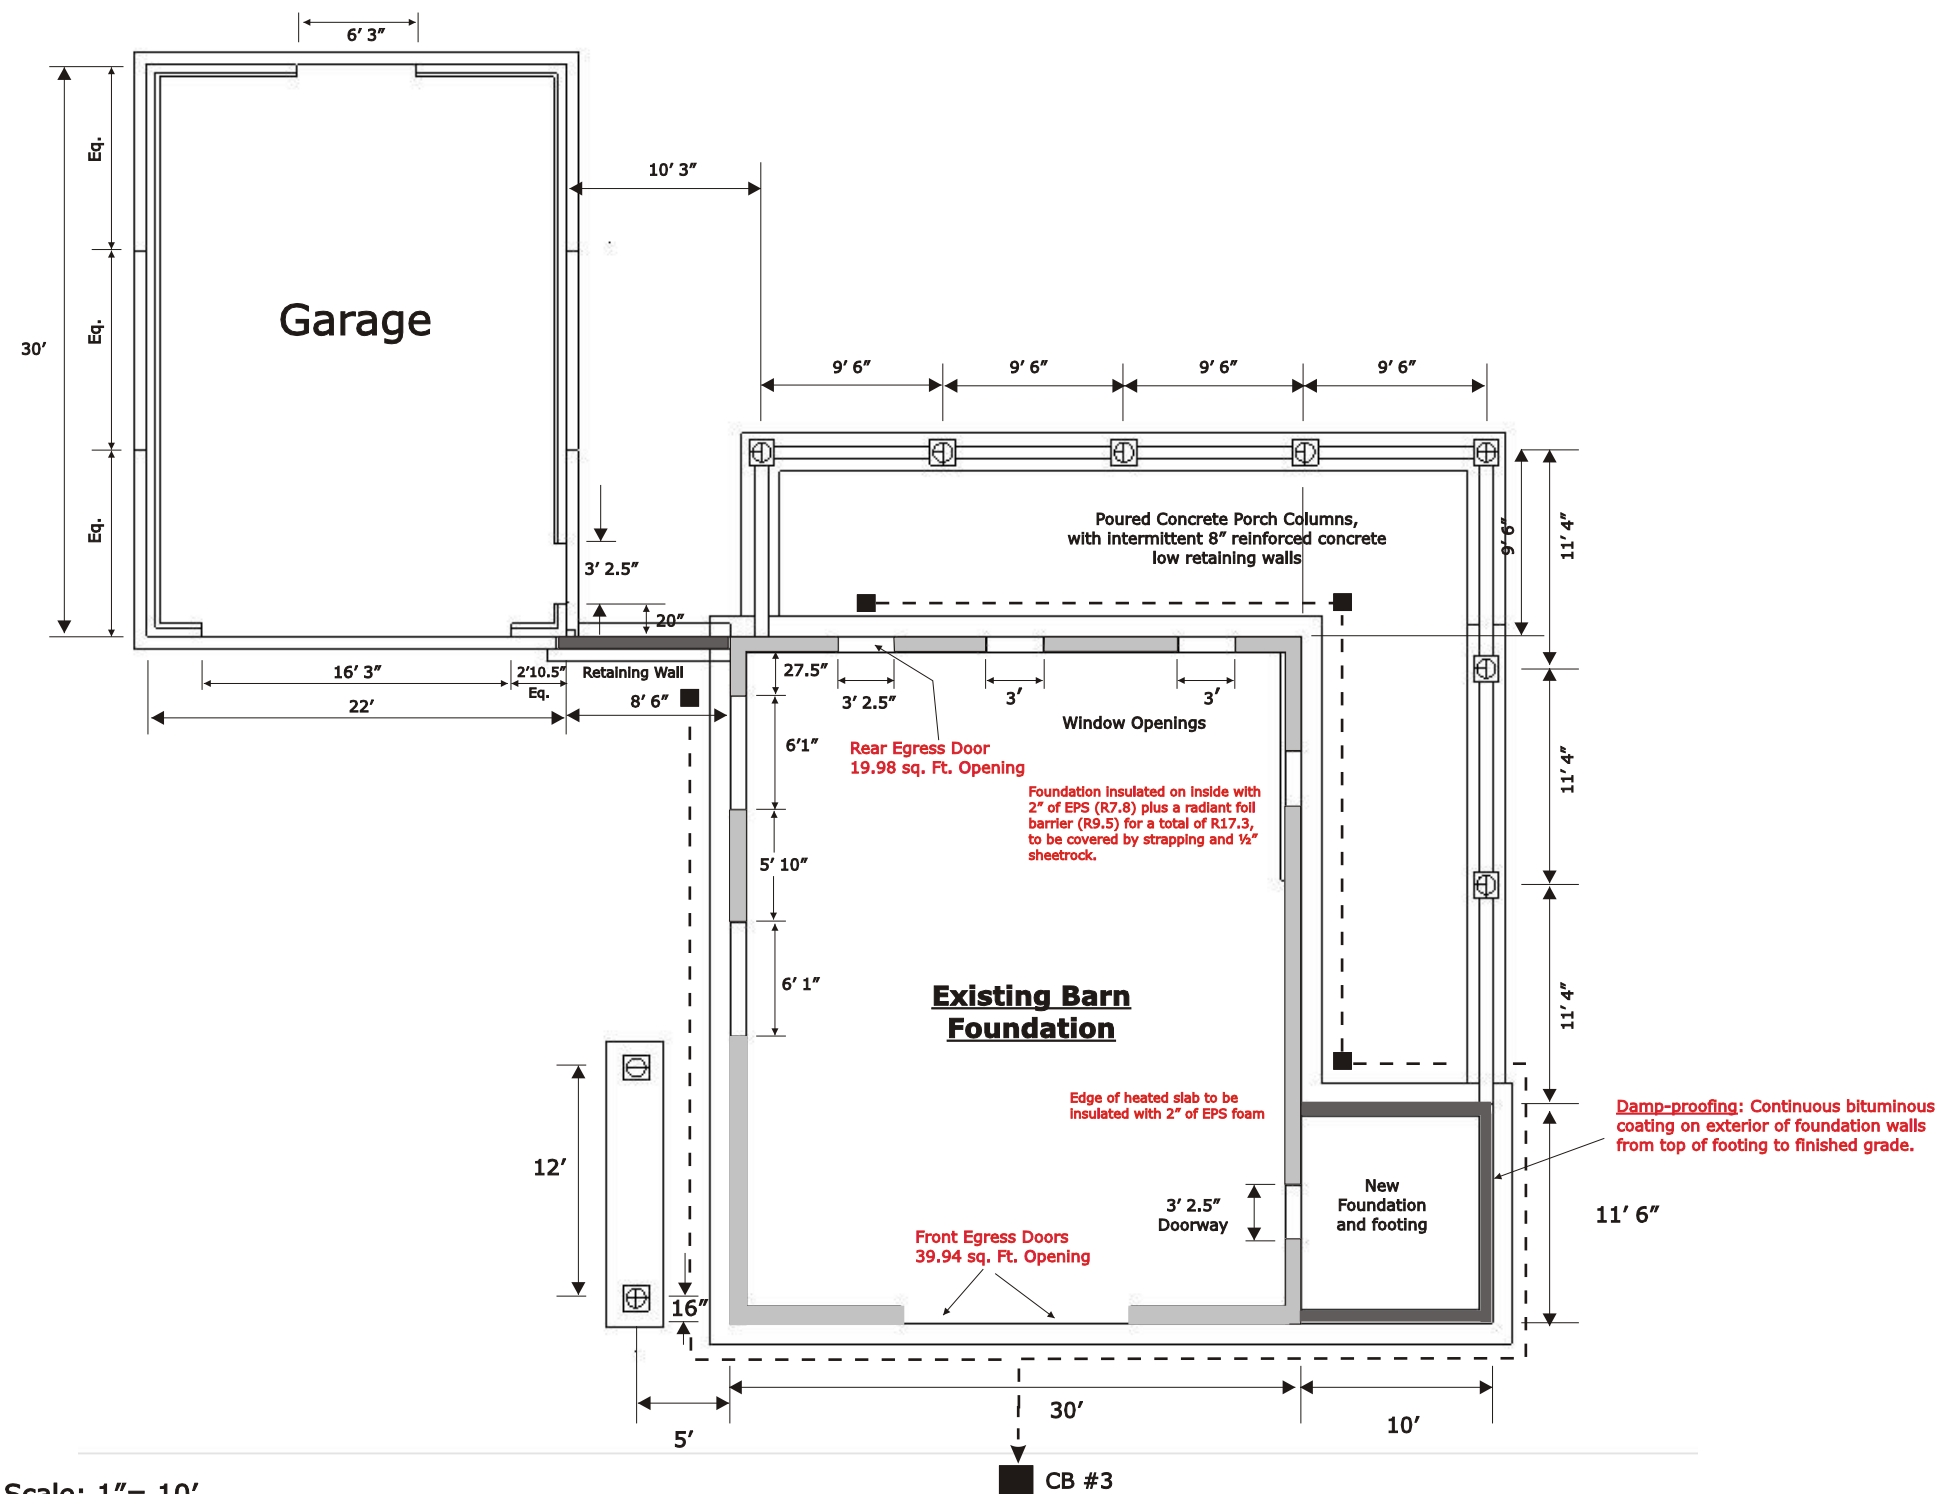 6' 3"
10' 3"
Eq.
Eq.
Eq.
30'
Garage
9' 6"
9' 6"
9' 6"
9' 6"
Poured Concrete Porch Columns,
with intermittent 8" reinforced concrete
low retaining walls
9' 6"
11' 4"
3' 2.5"
20"
16' 3"
2'10.5"
Eq.
Retaining Wall
22'
8' 6"
27.5"
3' 2.5"
3'
3'
Window Openings
6'1"
Rear Egress Door
19.98 sq. Ft. Opening
Foundation insulated on inside with
2" of EPS (R7.8) plus a radiant foil
barrier (R9.5) for a total of R17.3,
to be covered by strapping and ½"
sheetrock.
11' 4"
5' 10"
6' 1"
Existing Barn
Foundation
11' 4"
Edge of heated slab to be
insulated with 2" of EPS foam
Damp-proofing: Continuous bituminous
coating on exterior of foundation walls
from top of footing to finished grade.
12'
3' 2.5"
Doorway
New
Foundation
and footing
11' 6"
Front Egress Doors
39.94 sq. Ft. Opening
16"
5'
30'
10'
CB #3
Scale: 1"= 10'